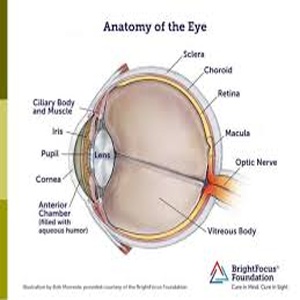 Anatomy of the Eye
Sclera
Choroid
Retina
Ciliary Body
and Muscle
Iris
Pupil
Lens
Macula
Optic Nerve
Cornea
Anterior
Chamber
(filled with
aqueous humor)
Vitreous Body
BrightFocus®
Foundation
Cure in Mind. Cure in Sight.
Illustration by Bob Morreale provided courtesy of the BrightFocus Foundation